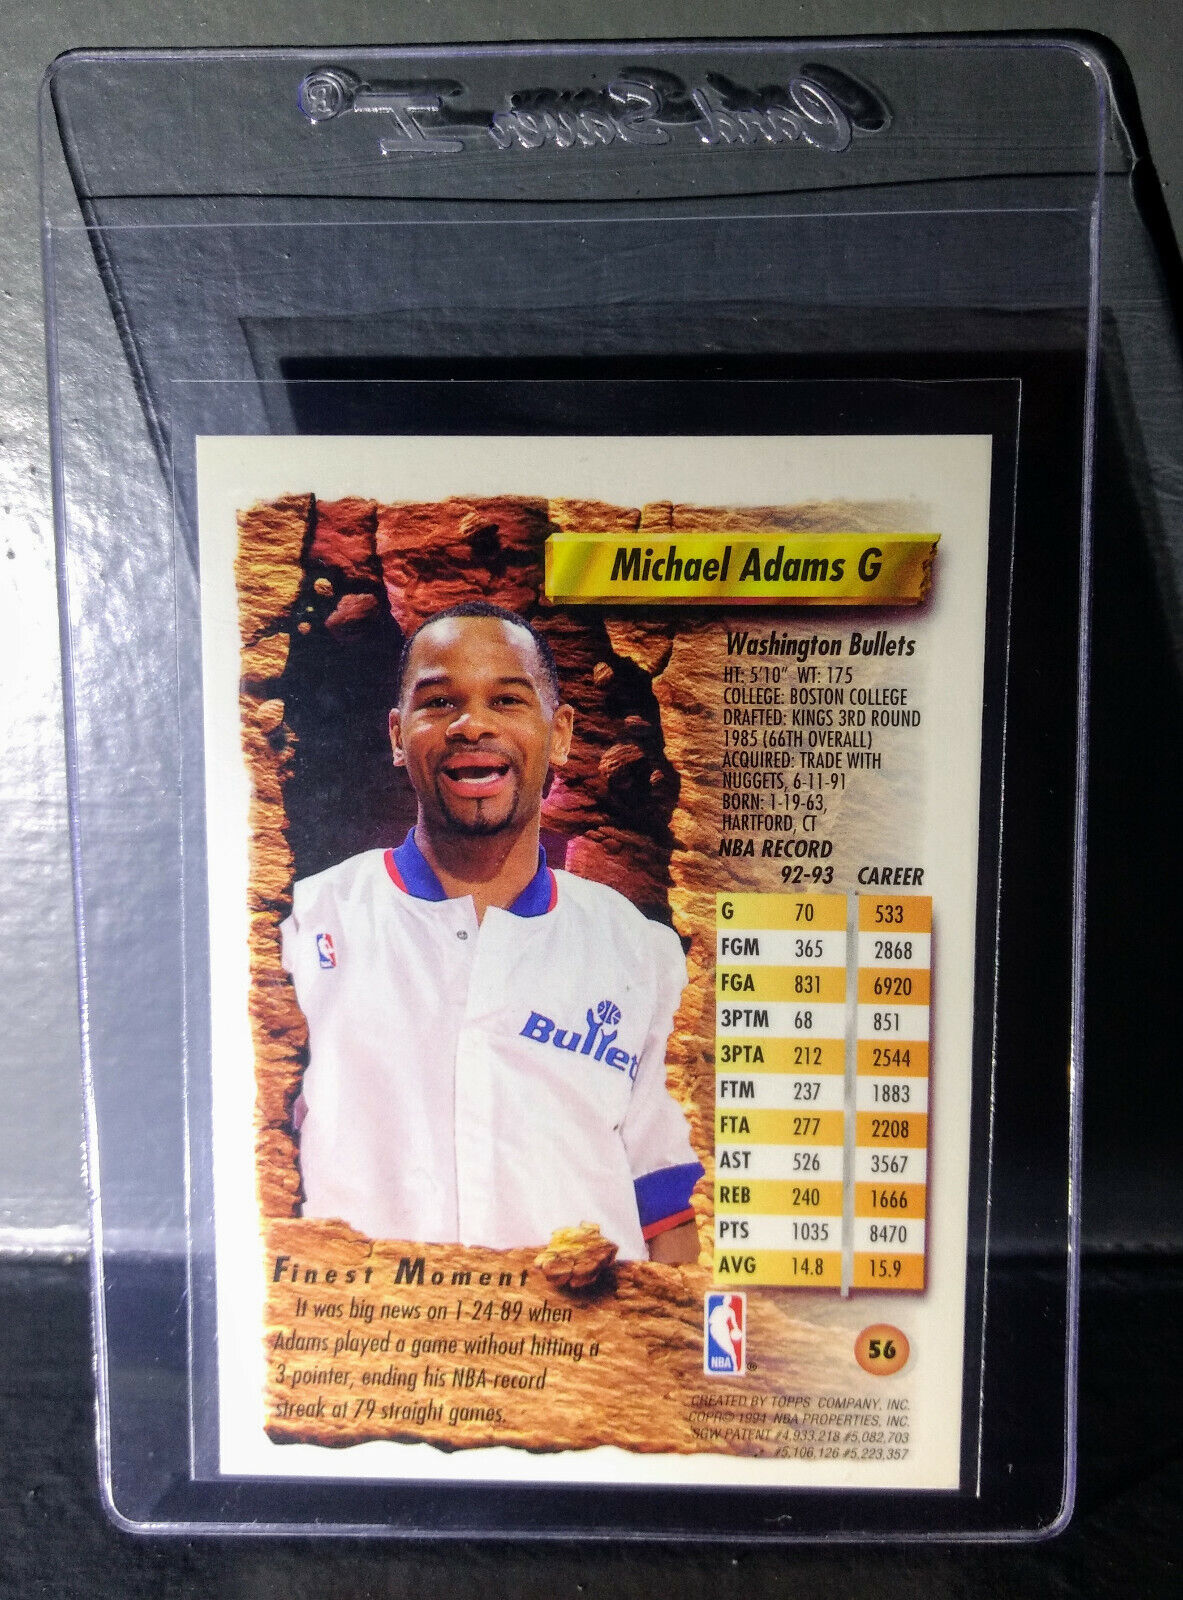 Card Saver I®
Michael Adams G
Washington Bullets
HT: 5'10" WT: 175
COLLEGE: BOSTON COLLEGE
DRAFTED: KINGS 3RD ROUND
1985 (66TH OVERALL)
ACQUIRED: TRADE WITH
NUGGETS, 6-11-91
BORN: 1-19-63,
HARTFORD, CT
NBA RECORD
92-93 CAREER
G 70 533
FGM 365 2868
FGA 831 6920
3PTM 68 851
3PTA 212 2544
FTM 237 1883
FTA 277 2208
AST 526 3567
REB 240 1666
PTS 1035 8470
AVG 14.8 15.9
Bullets
Finest Moment
It was big news on 1-24-89 when
Adams played a game without hitting a
3-pointer, ending his NBA-record
streak at 79 straight games.
NBA ®
56
CREATED BY TOPPS COMPANY, INC.
COPR© 1994 NBA PROPERTIES, INC.
SGW PATENT #4,933,218 #5,082,703
#5,106,126 #5,223,357